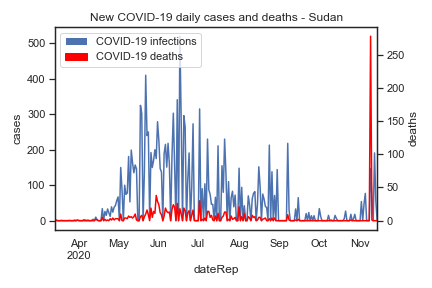 New COVID-19 daily cases and deaths - Sudan
COVID-19 infections
COVID-19 deaths
500
400
300
200
100
0
cases
250
200
150
100
50
0
deaths
Apr May Jun Jul Aug Sep Oct Nov
2020
dateRep